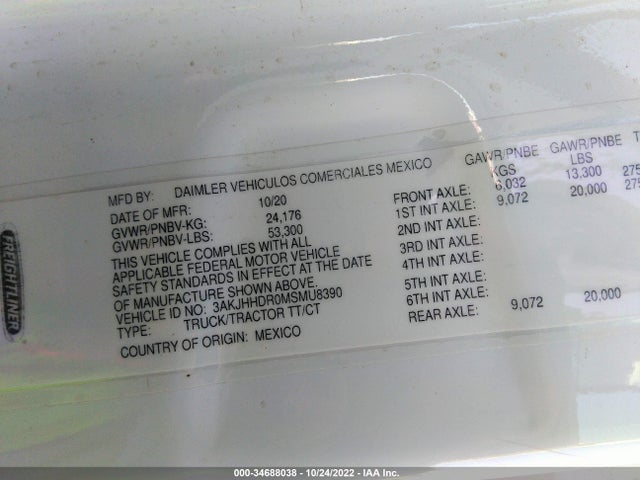 FREIGHTLINER
MFD BY: DAIMLER VEHICULOS COMERCIALES MEXICO
DATE OF MFR: 10/20
GVWR/PNBV-KG: 24,176
GVWR/PNBV-LBS: 53,300
THIS VEHICLE COMPLIES WITH ALL
APPLICABLE FEDERAL MOTOR VEHICLE
SAFETY STANDARDS IN EFFECT AT THE DATE
OF MANUFACTURE SHOWN ABOVE.
VEHICLE ID NO: 3AKJHHDR0MSMU8390
TYPE: TRUCK/TRACTOR TT/CT
COUNTRY OF ORIGIN: MEXICO
GAWR/PNBE GAWR/PNBE
KGS LBS
FRONT AXLE: 6,032 13,300 275
1ST INT AXLE: 9,072 20,000 275
2ND INT AXLE:
3RD INT AXLE:
4TH INT AXLE:
5TH INT AXLE:
6TH INT AXLE:
REAR AXLE: 9,072 20,000
000-34688038 - 10/24/2022 - IAA Inc.